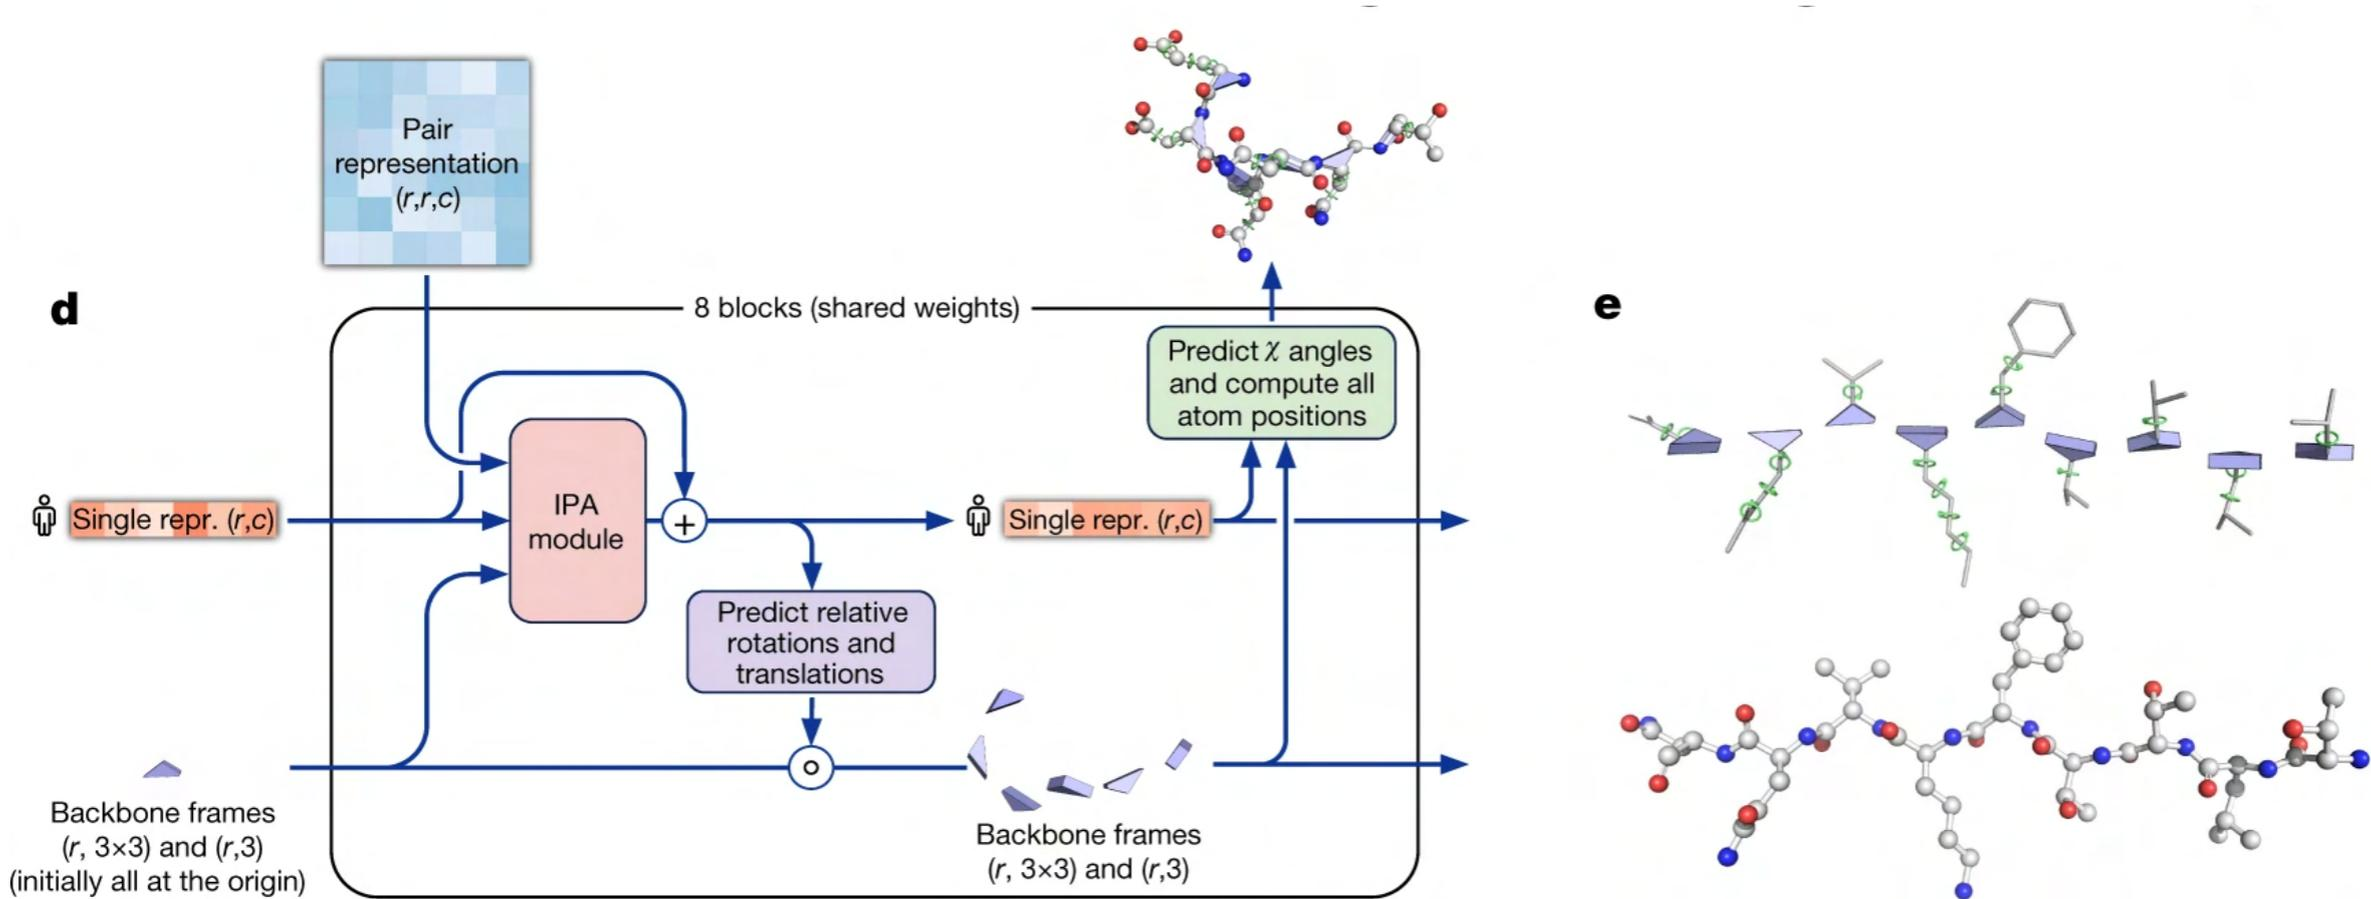 Pair
representation
(r,r,c)
d
8 blocks (shared weights)
e
Predict χ angles
and compute all
atom positions
IPA
module
Single repr. (r,c)
+
Single repr. (r,c)
Predict relative
rotations and
translations
Backbone frames
(r, 3×3) and (r,3)
(initially all at the origin)
Backbone frames
(r, 3×3) and (r,3)